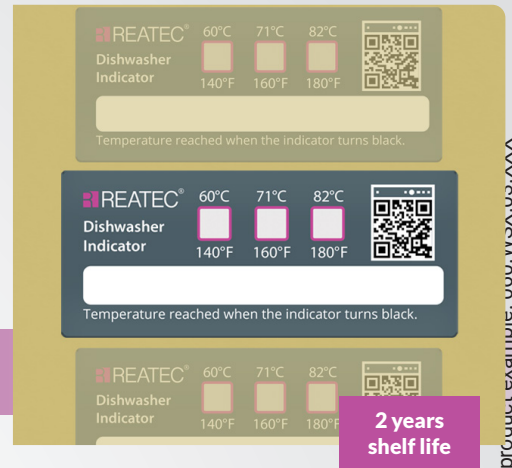 REATEC®
60°C 71°C 82°C
Dishwasher
Indicator
140°F 160°F 180°F
Temperature reached when the indicator turns black.
REATEC®
60°C 71°C 82°C
Dishwasher
Indicator
140°F 160°F 180°F
Temperature reached when the indicator turns black.
REATEC®
60°C 71°C 82°C
Dishwasher
Indicator
140°F 160°F 180°F
2 years
shelf life
product example: